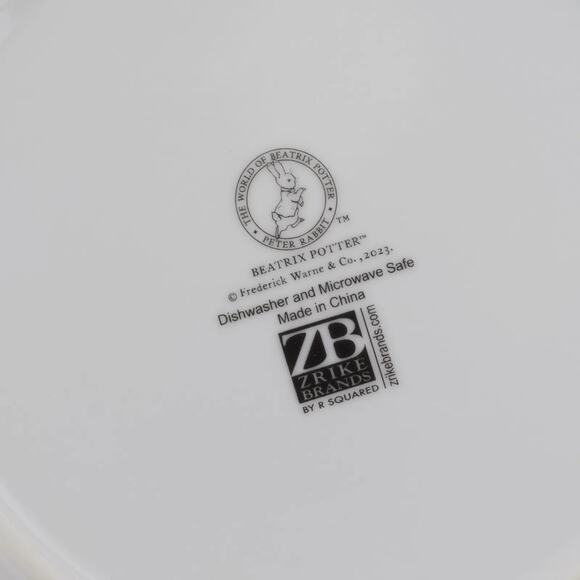 THE WORLD OF BEATRIX POTTER
• PETER RABBIT •
TM
BEATRIX POTTER™
© Frederick Warne & Co. ,2023.
Dishwasher and Microwave Safe
Made in China
ZB
ZRIKE
BRANDS
BY R SQUARED
zrikebrands.com